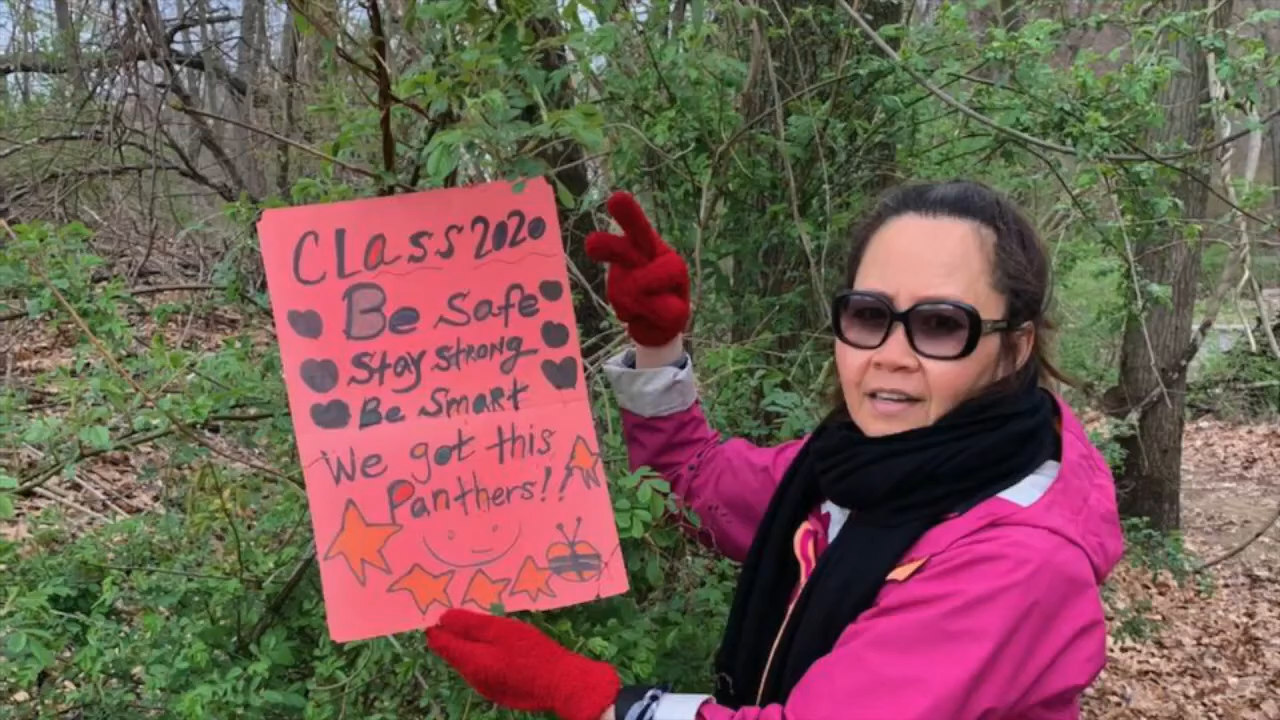 Class 2020
Be Safe
Stay strong
Be Smart
We got this
Panthers!!